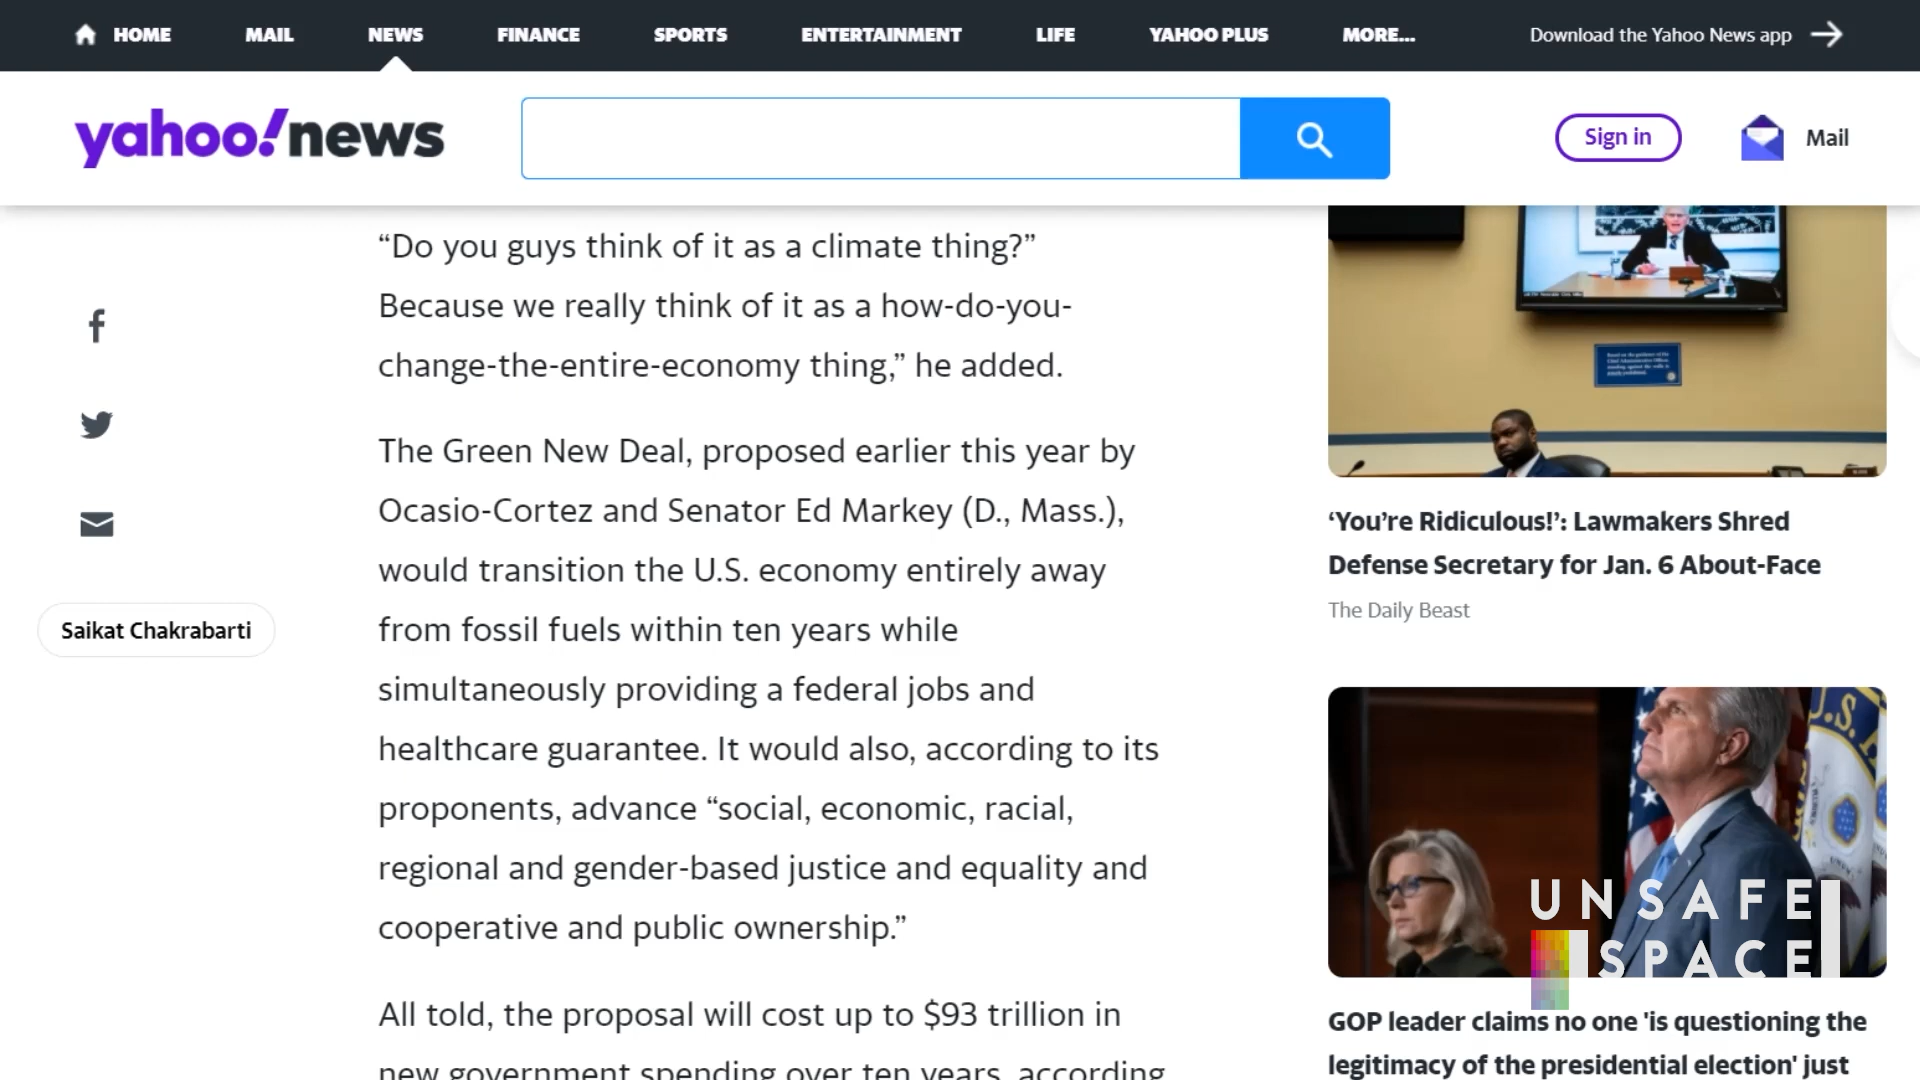 HOME MAIL NEWS FINANCE SPORTS ENTERTAINMENT LIFE YAHOO PLUS MORE... Download the Yahoo News app
yahoo!news
Sign in
Mail
“Do you guys think of it as a climate thing?”
Because we really think of it as a how-do-you-
change-the-entire-economy thing,” he added.
The Green New Deal, proposed earlier this year by
Ocasio-Cortez and Senator Ed Markey (D., Mass.),
would transition the U.S. economy entirely away
from fossil fuels within ten years while
simultaneously providing a federal jobs and
healthcare guarantee. It would also, according to its
proponents, advance “social, economic, racial,
regional and gender-based justice and equality and
cooperative and public ownership.”
All told, the proposal will cost up to $93 trillion in
new government spending over ten years, according
Saikat Chakrabarti
‘You’re Ridiculous!’: Lawmakers Shred
Defense Secretary for Jan. 6 About-Face
The Daily Beast
U.S.
UNSAFE
SPACE
GOP leader claims no one 'is questioning the
legitimacy of the presidential election' just